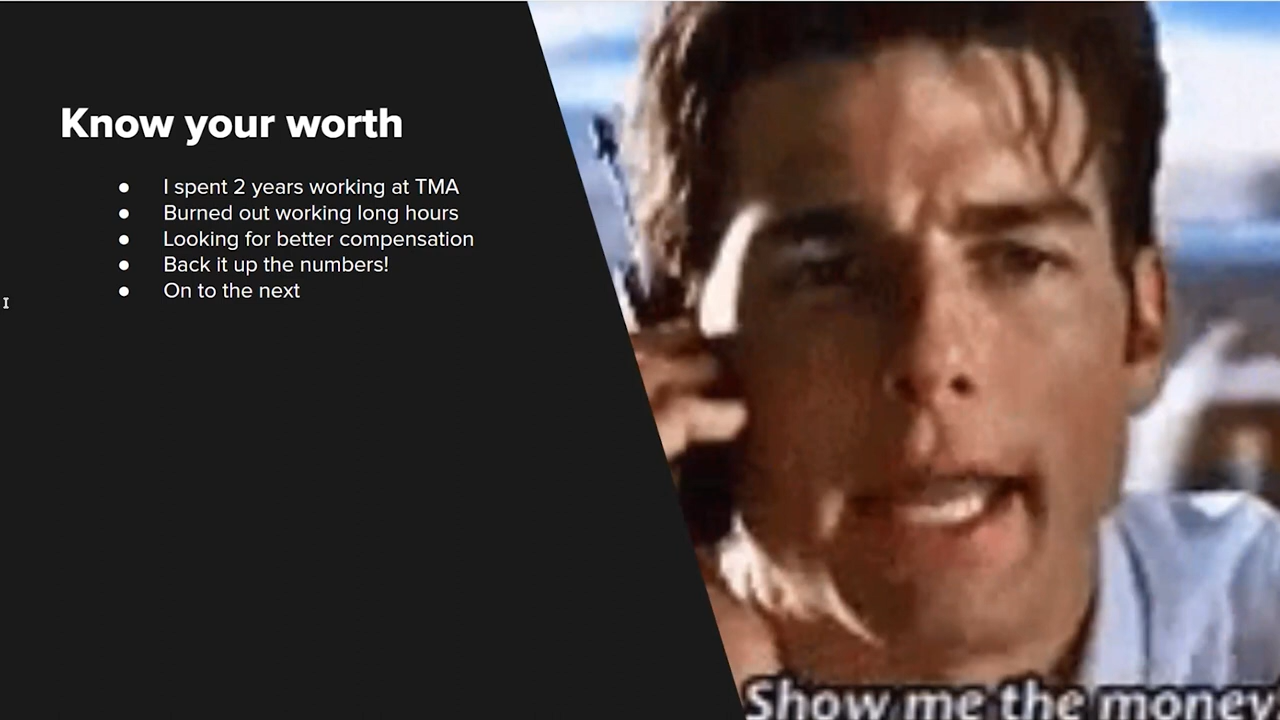 Know your worth
● I spent 2 years working at TMA
● Burned out working long hours
● Looking for better compensation
● Back it up the numbers!
● On to the next
Show me the money